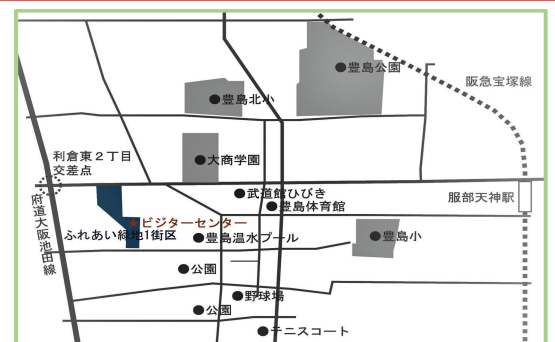 豊島公園
阪急宝塚線
豊島北小
利倉東２丁目
交差点
大商学園
武道館ひびき
豊島体育館
服部天神駅
府道大阪池田線
★ビジターセンター
ふれあい緑地1街区
豊島温水プール
豊島小
公園
野球場
公園
テニスコート